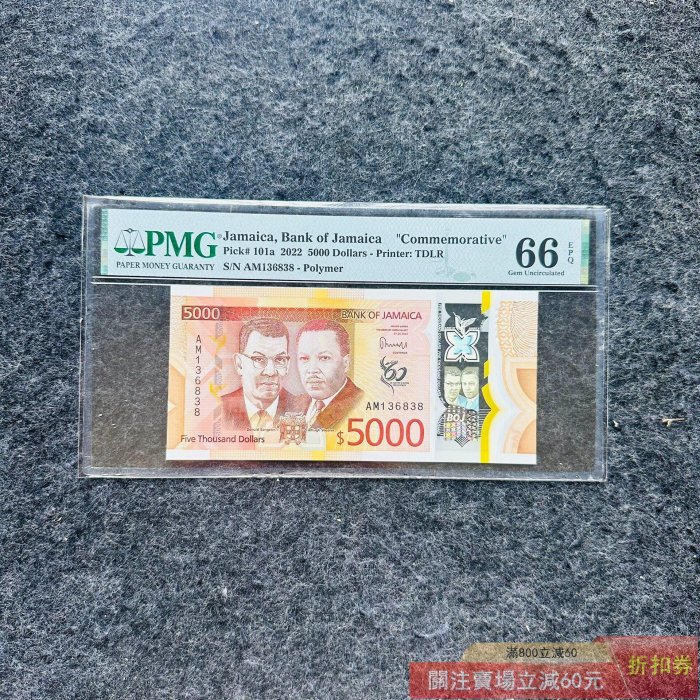 PMG
PAPER MONEY GUARANTY
Jamaica, Bank of Jamaica "Commemorative"
Pick# 101a 2022 5000 Dollars - Printer: TDLR
S/N AM136838 - Polymer
66 EPQ
Gem Uncirculated
5000
BANK OF JAMAICA
AM136838
AM136838
BOJ
Five Thousand Dollars
$5000
滿800立減60
折扣券
關注賣場立減60元